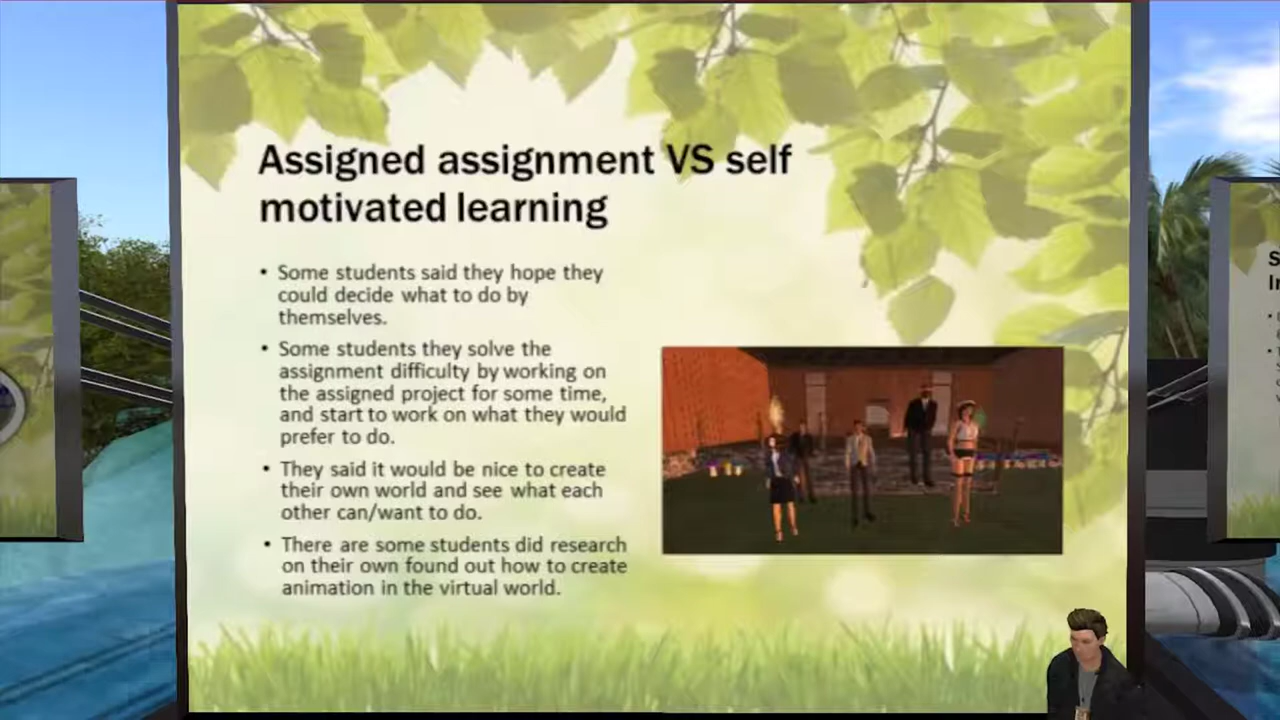 Assigned assignment VS self
motivated learning
• Some students said they hope they
could decide what to do by
themselves.
• Some students they solve the
assignment difficulty by working on
the assigned project for some time,
and start to work on what they would
prefer to do.
• They said it would be nice to create
their own world and see what each
other can/want to do.
• There are some students did research
on their own found out how to create
animation in the virtual world.